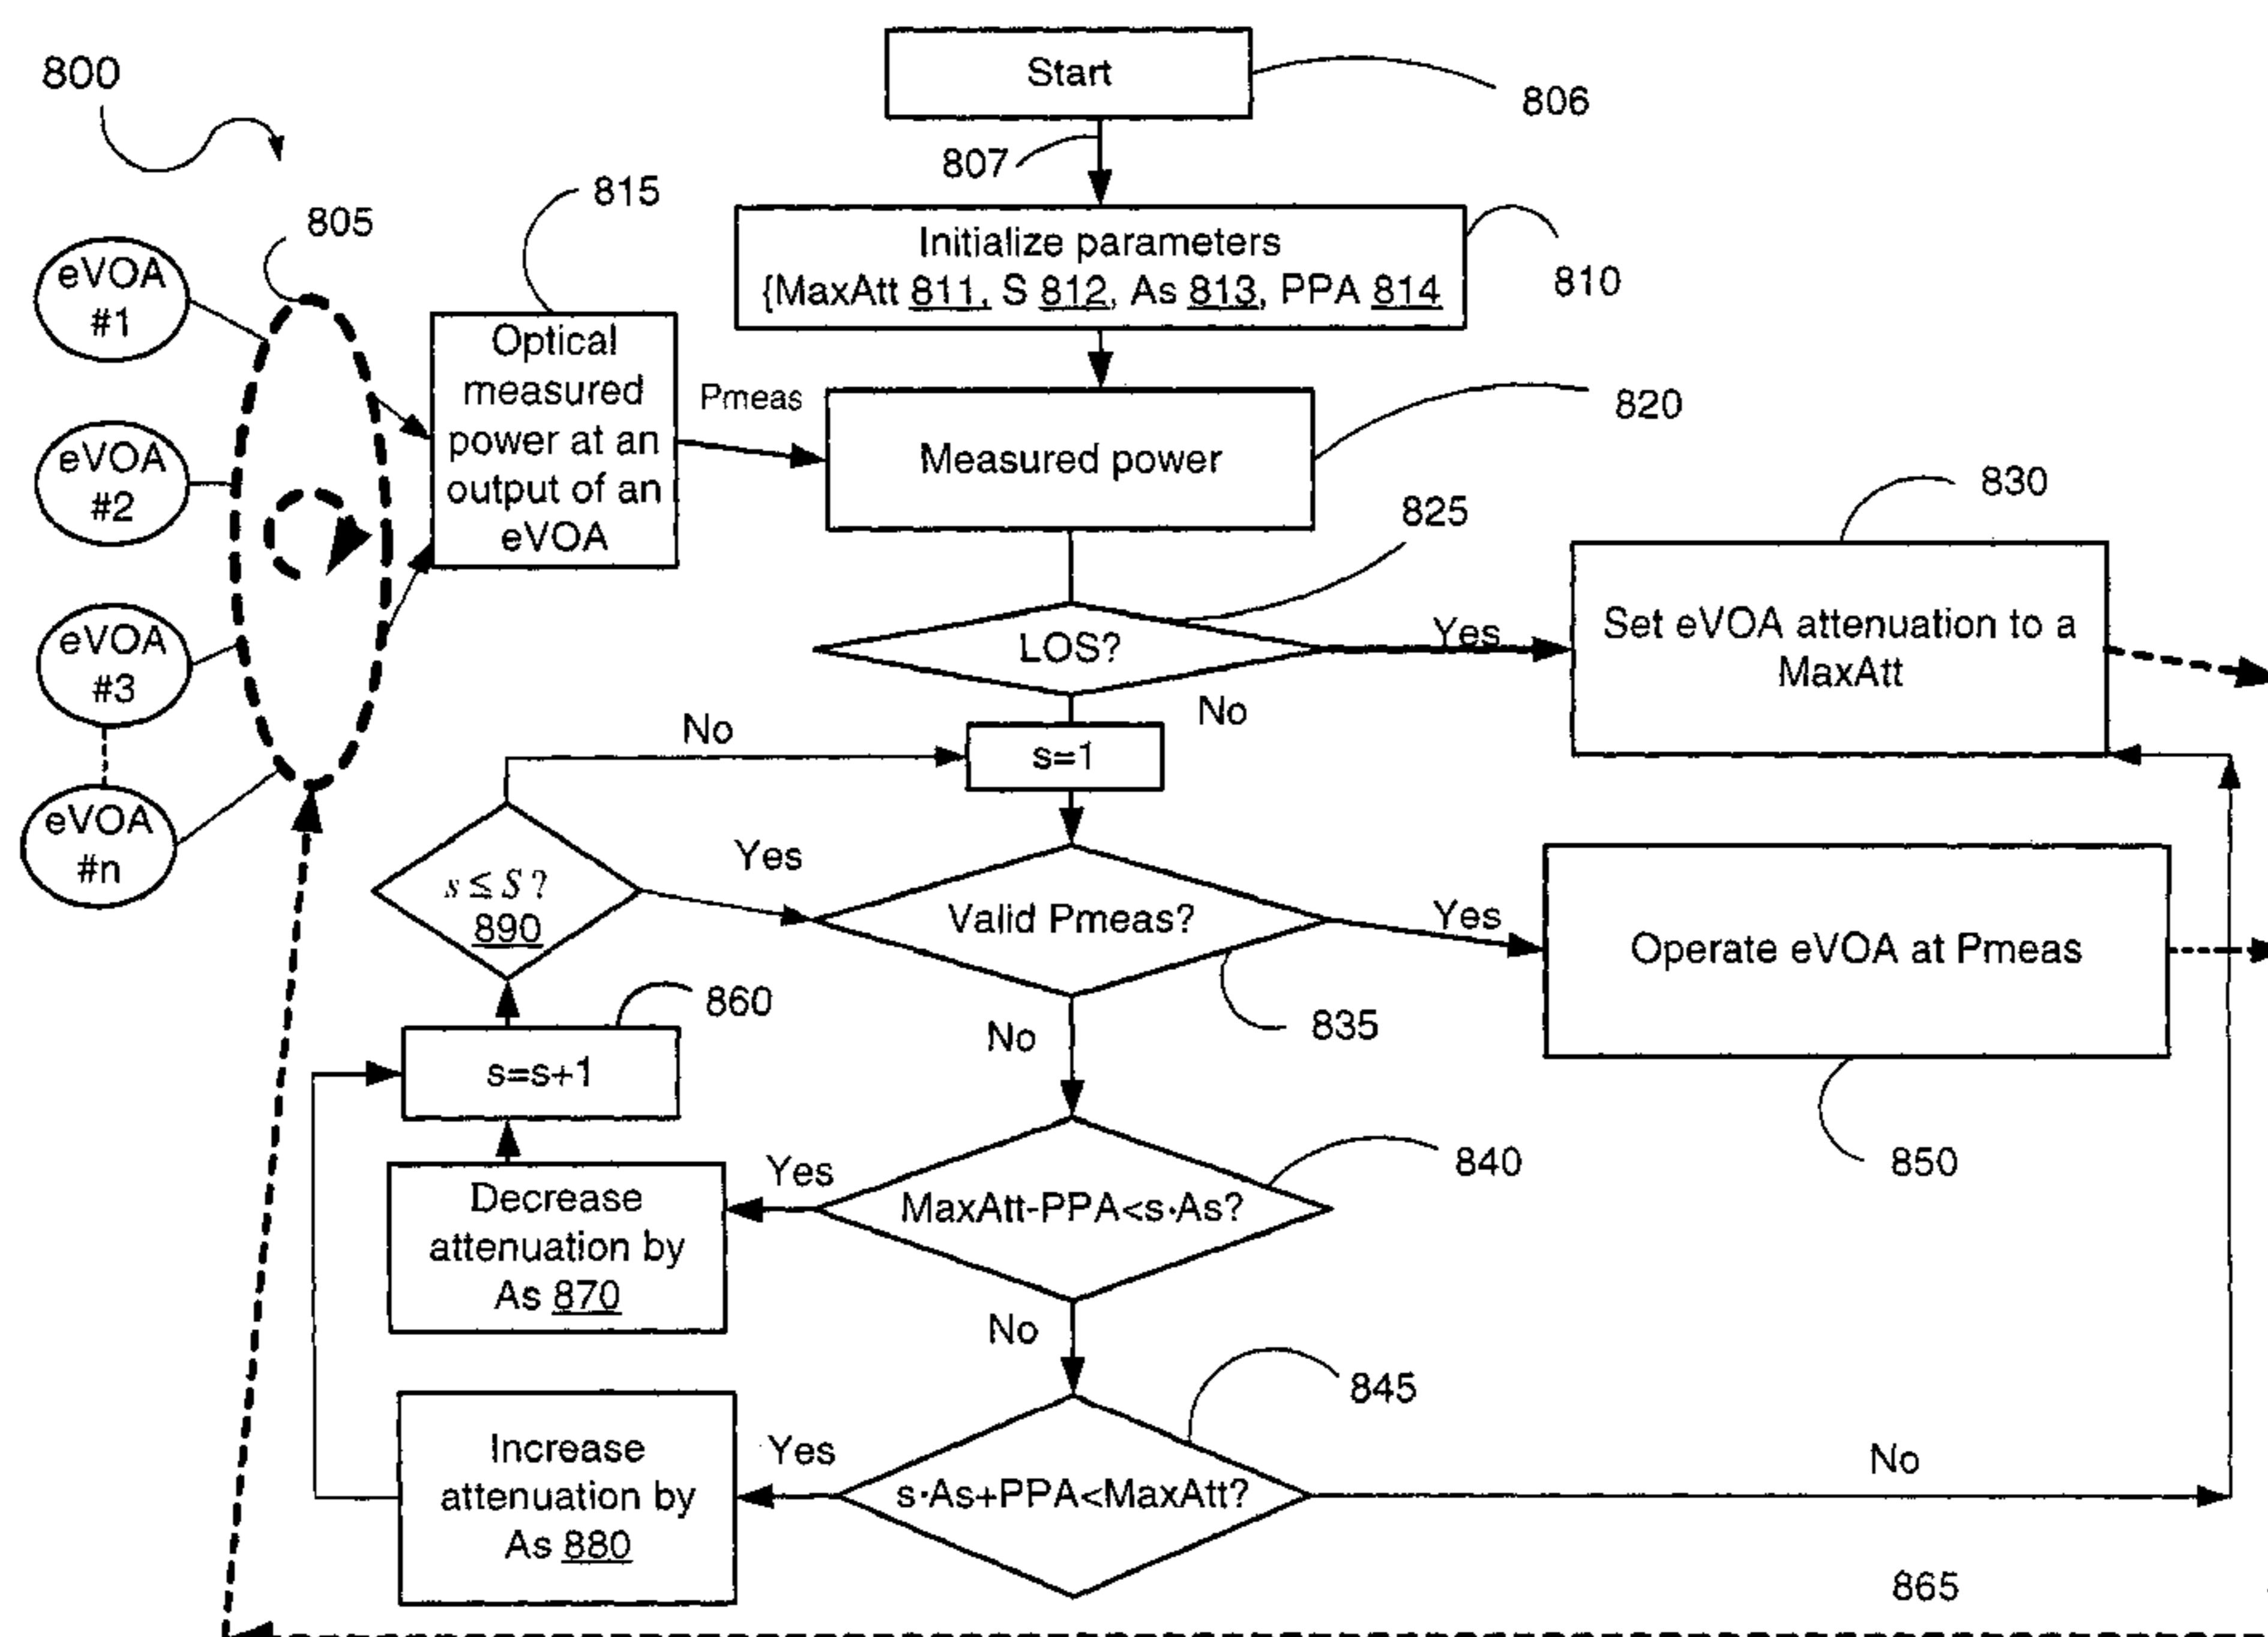 800
Start
806
807
815
805
Initialize parameters
{MaxAtt 811, S 812, As 813, PPA 814
810
eVOA
#1
Optical
measured
power at an
output of an
eVOA
Pmeas
Measured power
820
eVOA
#2
825
830
LOS?
Yes
Set eVOA attenuation to a
MaxAtt
eVOA
#3
No
No
s=1
eVOA
#n
s ≤ S ?
890
Yes
Valid Pmeas?
Yes
Operate eVOA at Pmeas
835
850
860
s=s+1
No
840
Decrease
attenuation by
As 870
Yes
MaxAtt-PPA<s·As?
No
845
Increase
attenuation by
As 880
Yes
s·As+PPA<MaxAtt?
No
865